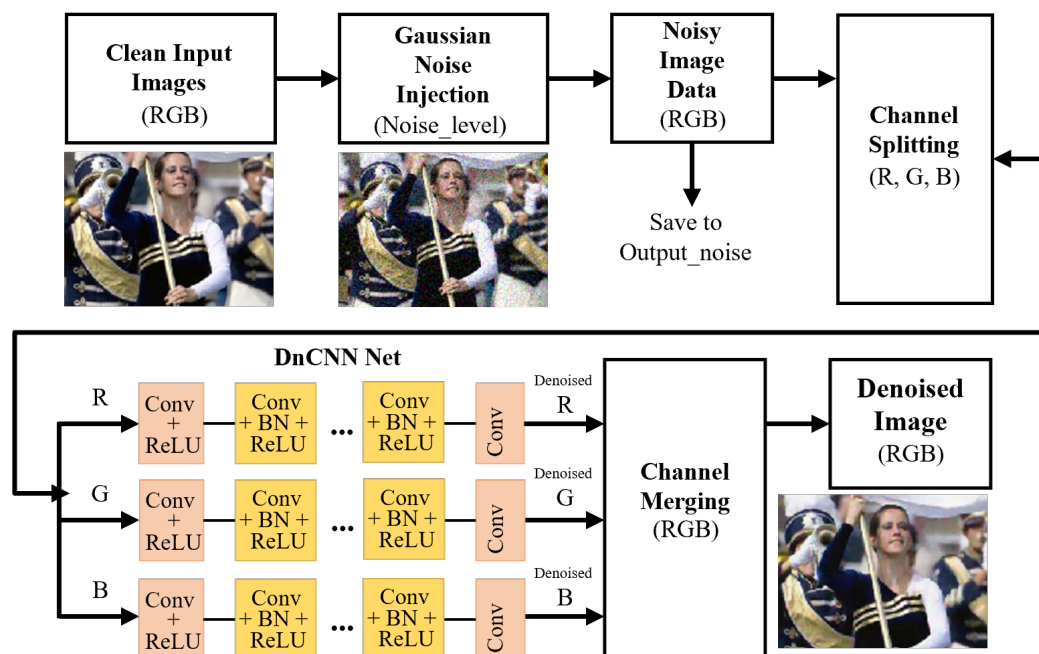 Clean Input
Images
(RGB)
Gaussian
Noise
Injection
(Noise_level)
Noisy
Image
Data
(RGB)
Save to
Output_noise
Channel
Splitting
(R, G, B)
DnCNN Net
R
Conv
+
ReLU
Conv
+ BN +
ReLU
...
Conv
+ BN +
ReLU
Conv
Denoised
R
G
Conv
+
ReLU
Conv
+ BN +
ReLU
...
Conv
+ BN +
ReLU
Conv
Denoised
G
B
Conv
+
ReLU
Conv
+ BN +
ReLU
...
Conv
+ BN +
ReLU
Conv
Denoised
B
Channel
Merging
(RGB)
Denoised
Image
(RGB)